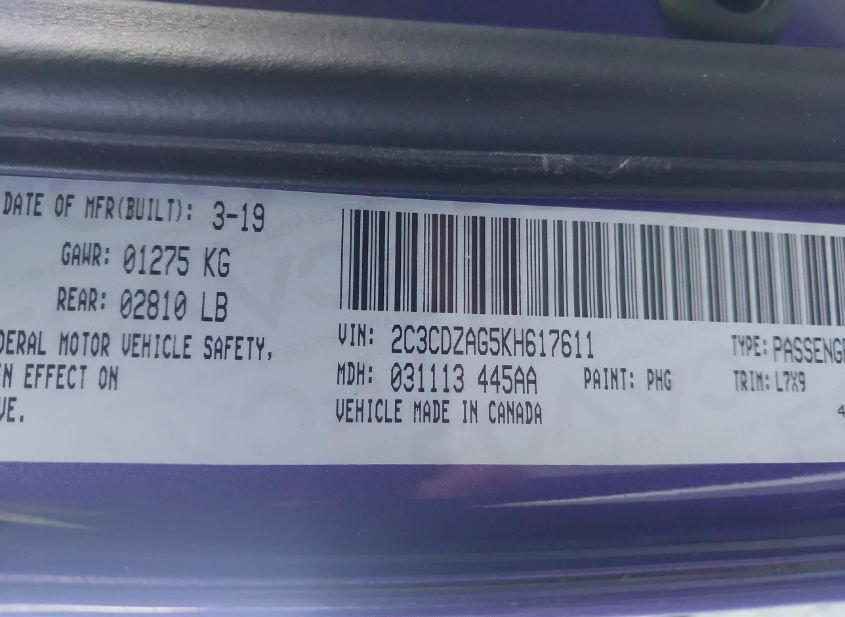 DATE OF MFR(BUILT): 3-19
GAWR: 01275 KG
REAR: 02810 LB
DERAL MOTOR VEHICLE SAFETY,
N EFFECT ON
VE.
VIN: 2C3CDZAG5KH617611
TYPE: PASSENG
MDH: 031113 445AA PAINT: PHG
TRIM: L7X9
VEHICLE MADE IN CANADA
4